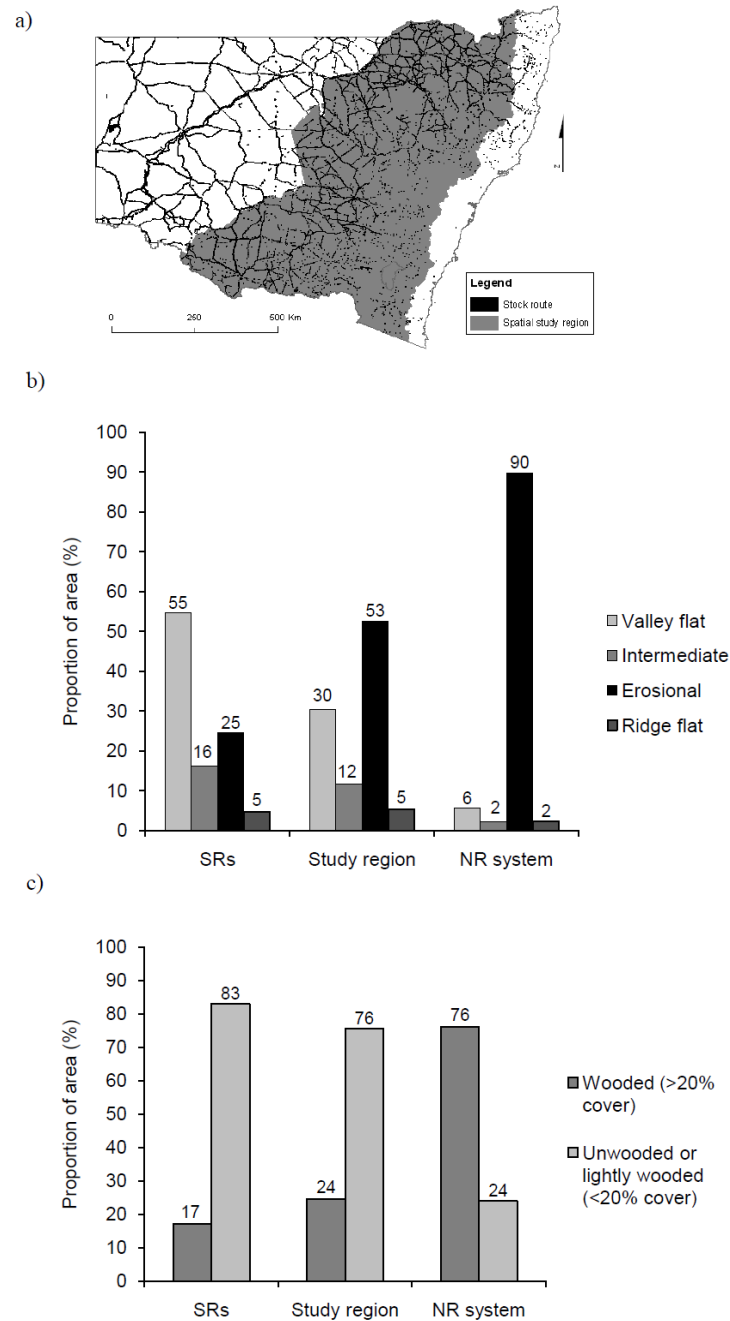 a)
N
Legend
Stock route
Spatial study region
0 250 500 Km
b)
Proportion of area (%)
100
90
80
70
60
50
40
30
20
10
0
55
16
25
5
30
12
53
5
6
2
90
2
SRs Study region NR system
Valley flat
Intermediate
Erosional
Ridge flat
c)
Proportion of area (%)
100
90
80
70
60
50
40
30
20
10
0
17
83
24
76
76
24
SRs Study region NR system
Wooded (>20%
cover)
Unwooded or
lightly wooded
(<20% cover)